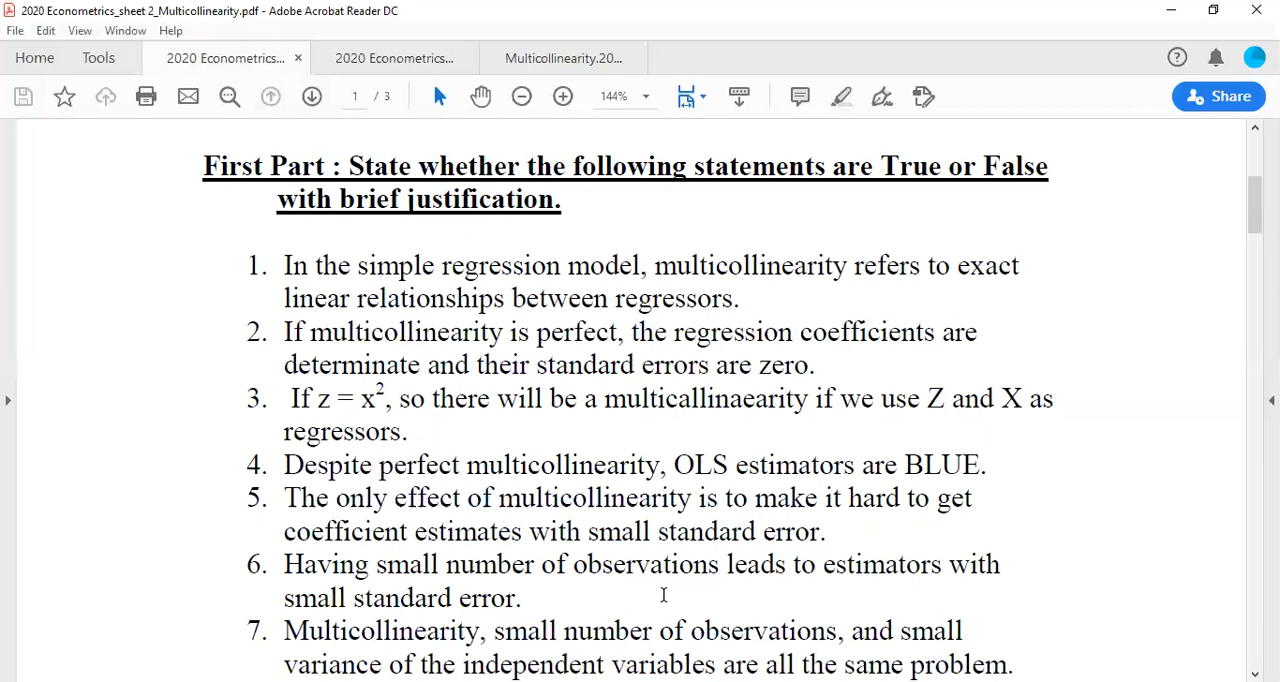 2020 Econometrics_sheet 2_Multicollinearity.pdf - Adobe Acrobat Reader DC
File Edit View Window Help
Home Tools 2020 Econometrics... × 2020 Econometrics... Multicollinearity.20...
1 / 3 144% Share
First Part : State whether the following statements are True or False
with brief justification.
1. In the simple regression model, multicollinearity refers to exact
linear relationships between regressors.
2. If multicollinearity is perfect, the regression coefficients are
determinate and their standard errors are zero.
3. If z = x², so there will be a multicallinaearity if we use Z and X as
regressors.
4. Despite perfect multicollinearity, OLS estimators are BLUE.
5. The only effect of multicollinearity is to make it hard to get
coefficient estimates with small standard error.
6. Having small number of observations leads to estimators with
small standard error.
7. Multicollinearity, small number of observations, and small
variance of the independent variables are all the same problem.